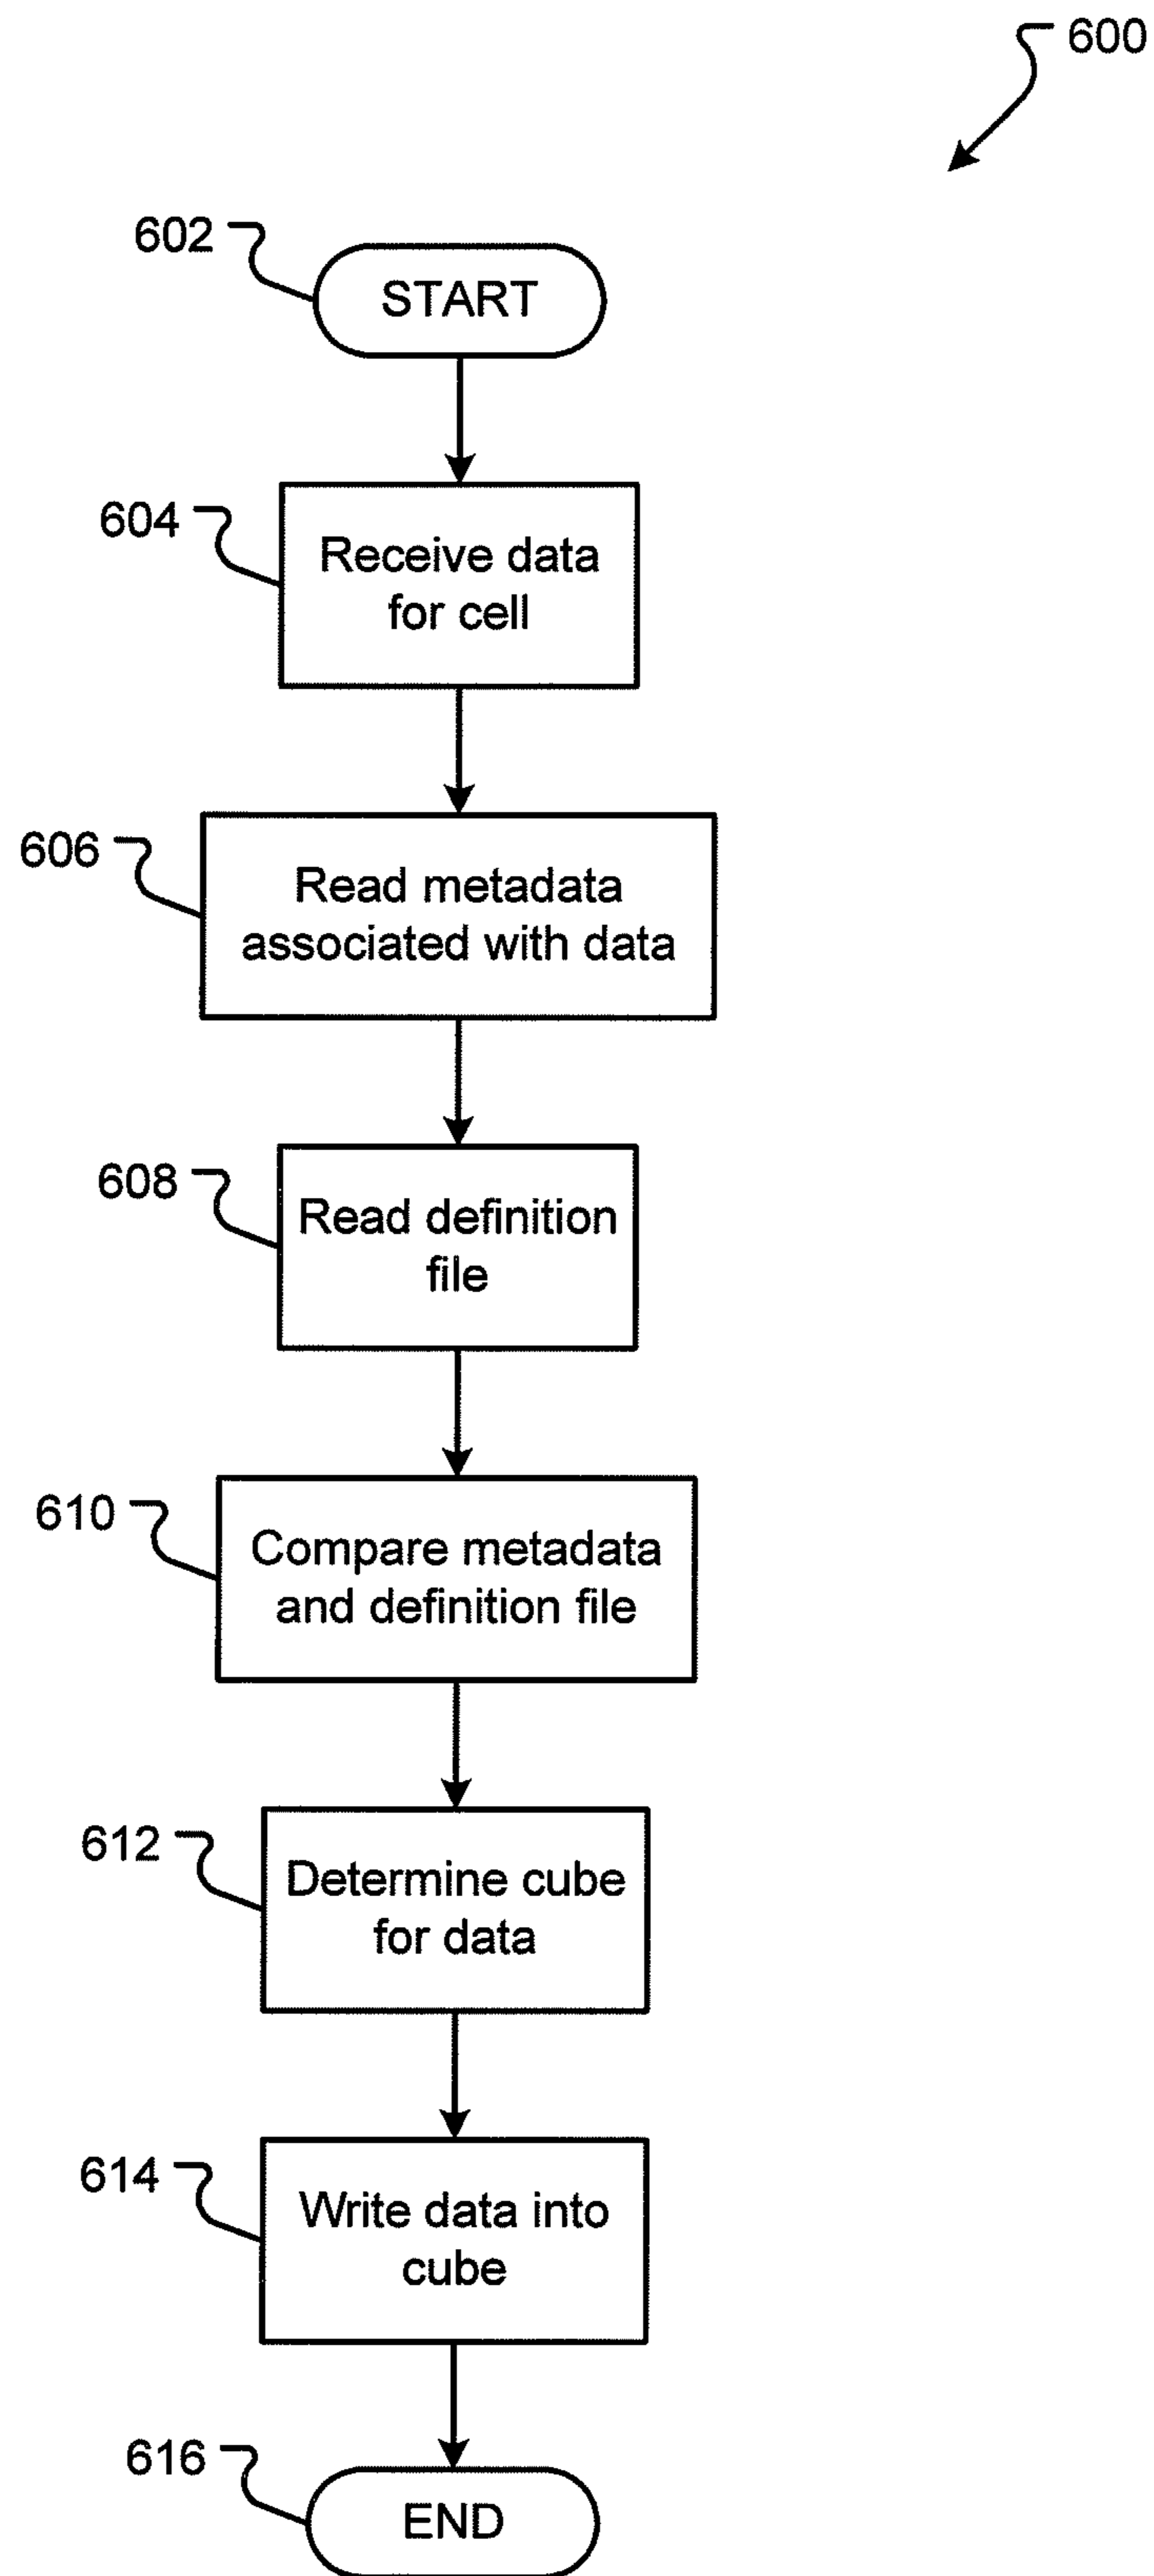 600
602
START
604
Receive data
for cell
606
Read metadata
associated with data
608
Read definition
file
610
Compare metadata
and definition file
612
Determine cube
for data
614
Write data into
cube
616
END